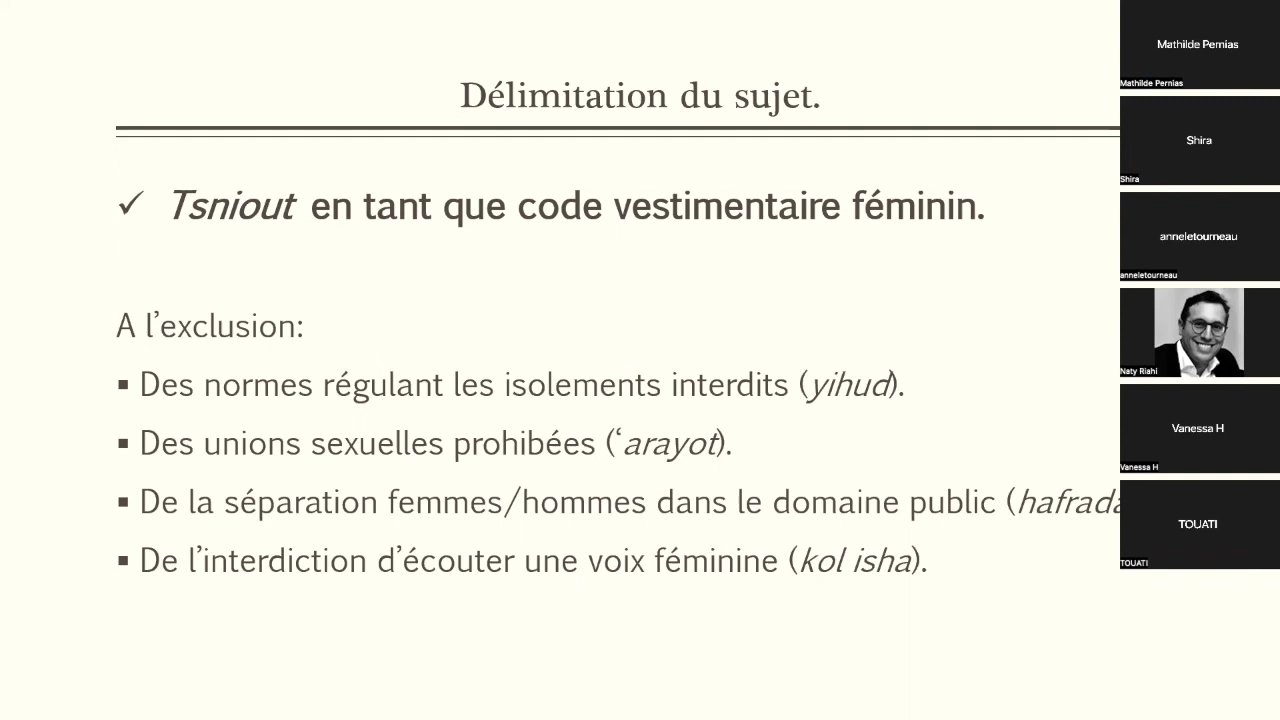 Délimitation du sujet.
✓ Tsniout en tant que code vestimentaire féminin.
A l’exclusion:
▪ Des normes régulant les isolements interdits (yihud).
▪ Des unions sexuelles prohibées (‘arayot).
▪ De la séparation femmes/hommes dans le domaine public
▪ De l’interdiction d’écouter une voix féminine (kol isha).
Mathilde Pernias
Mathilde Pernias
Shira
Shira
anneletourneau
anneletourneau
Naty Riahi
Vanessa H
Vanessa H
TOUATI
TOUATI